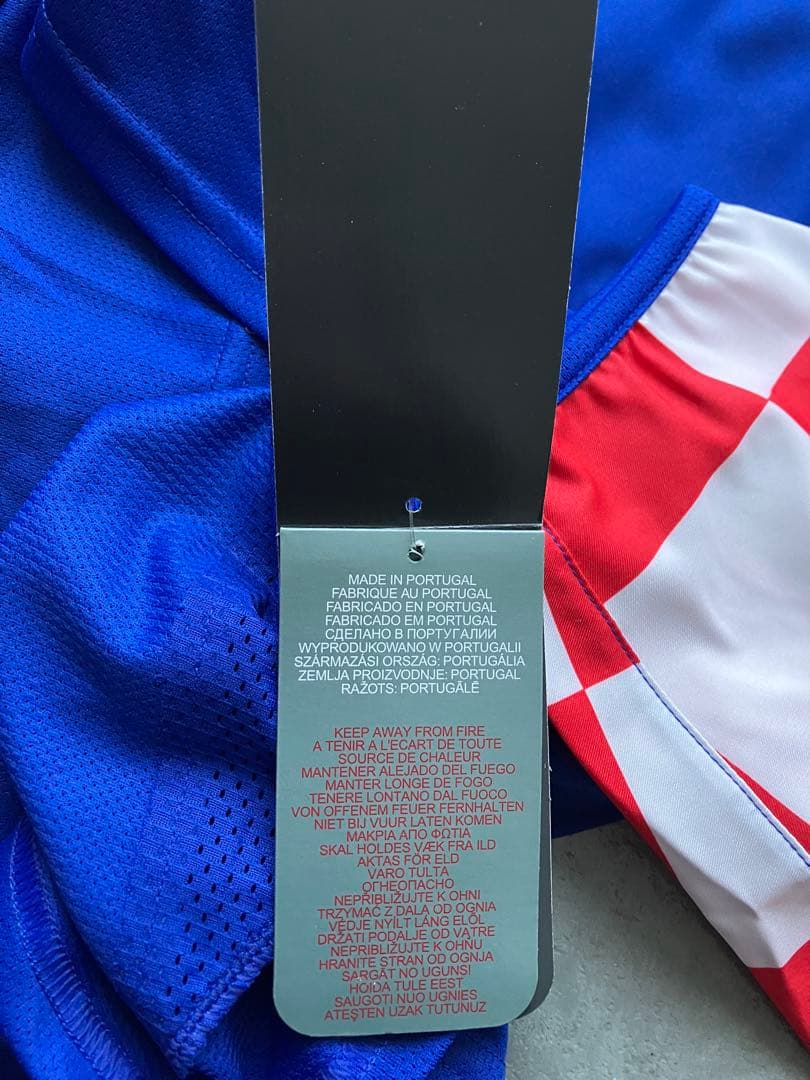 MADE IN PORTUGAL
FABRIQUE AU PORTUGAL
FABRICADO EN PORTUGAL
FABRICADO EM PORTUGAL
СДЕЛАНО В ПОРТУГАЛИИ
WYPRODUKOWANO W PORTUGALII
SZÁRMAZÁSI ORSZÁG: PORTUGÁLIA
ZEMLJA PROIZVODNJE: PORTUGAL
RAŽOTS: PORTUGĀLĒ
KEEP AWAY FROM FIRE
A TENIR A L'ECART DE TOUTE
SOURCE DE CHALEUR
MANTENER ALEJADO DEL FUEGO
MANTER LONGE DE FOGO
TENERE LONTANO DAL FUOCO
VON OFFENEM FEUER FERNHALTEN
NIET BIJ VUUR LATEN KOMEN
ΜΑΚΡΙΑ ΑΠΟ ΦΩΤΙΑ
SKAL HOLDES VÆK FRA ILD
AKTAS FÖR ELD
VARO TULTA
ОГНЕОПАСНО
NEPŘIBLIŽUJTE K OHNI
TRZYMAĆ Z DALA OD OGNIA
VÉDJE NYÍLT LÁNG ELŐL
DRŽATI PODALJE OD VATRE
NEPRIBLIŽUJTE K OHŇU
HRANITE STRAN OD OGNJA
SARGĀT NO UGUNS!
HOIDA TULE EEST
SAUGOTI NUO UGNIES
ATEŞTEN UZAK TUTUNUZ